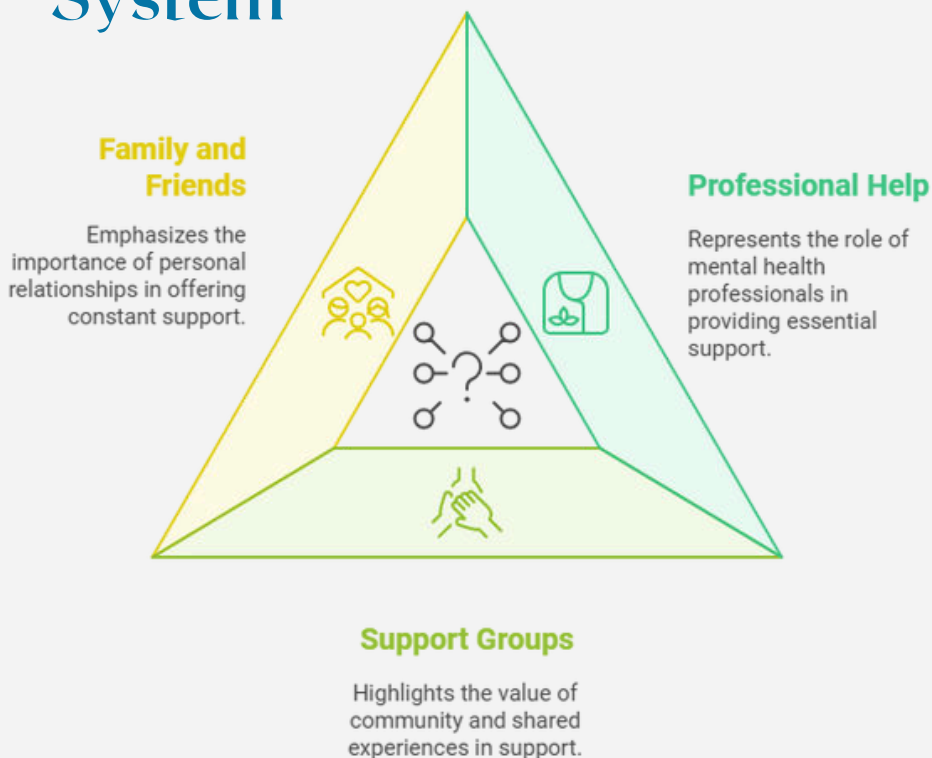 System
Family and
Friends
Emphasizes the
importance of personal
relationships in offering
constant support.
Professional Help
Represents the role of
mental health
professionals in
providing essential
support.
?
Support Groups
Highlights the value of
community and shared
experiences in support.